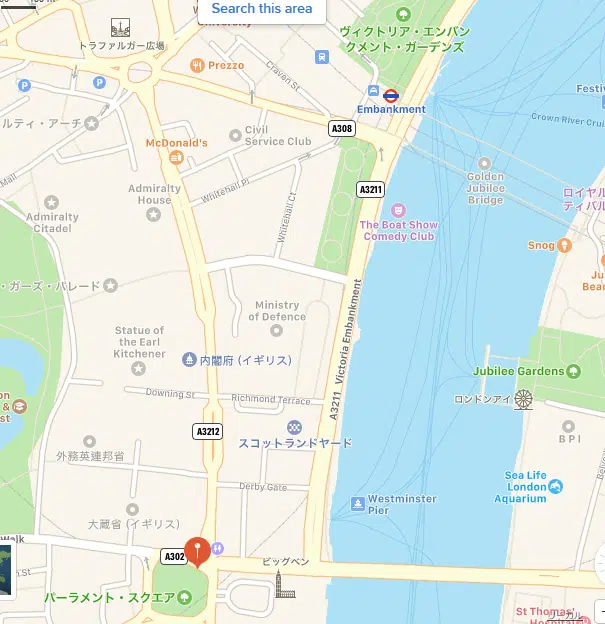 Search this area
ヴィクトリア・エンバン
クメント・ガーデンズ
トラファルガー広場
Prezzo
Craven St
Embankment
Festiv
Crown River Crui
ルティ・アーチ
McDonald's
Civil
Service Club
A308
Mall
Admiralty
House
Whitehall Pl
A3211
Golden
Jubilee
Bridge
Admiralty
Citadel
Whitehall Ct
The Boat Show
Comedy Club
ロイヤル
ティバル
Snog
Ju
Bear
・ガーズ・パレード
Ministry
of Defence
Statue of
the Earl
Kitchener
内閣府 (イギリス)
A3211 Victoria Embankment
Jubilee Gardens
Downing St
Richmond Terrace
ロンドンアイ
A3212
スコットランドヤード
BPI
外務英連邦省
Sea Life
London
Aquarium
Derby Gate
Westminster
Pier
大蔵省 (イギリス)
Walk
A302
ビッグベン
パーラメント・スクエア
St Thomas'
Hospital